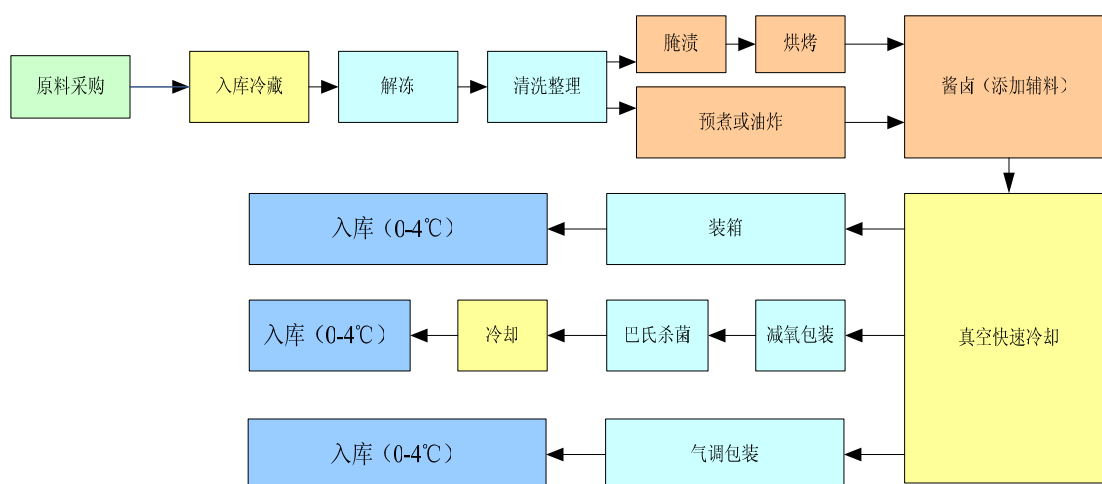 原料采购
入库冷藏
解冻
清洗整理
腌渍
烘烤
预煮或油炸
酱卤（添加辅料）
真空快速冷却
装箱
入库（0-4℃）
减氧包装
巴氏杀菌
冷却
入库（0-4℃）
气调包装
入库（0-4℃）